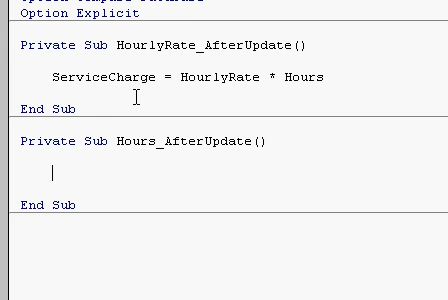 Option Explicit
Private Sub HourlyRate_AfterUpdate()
ServiceCharge = HourlyRate * Hours
End Sub
Private Sub Hours_AfterUpdate()
End Sub